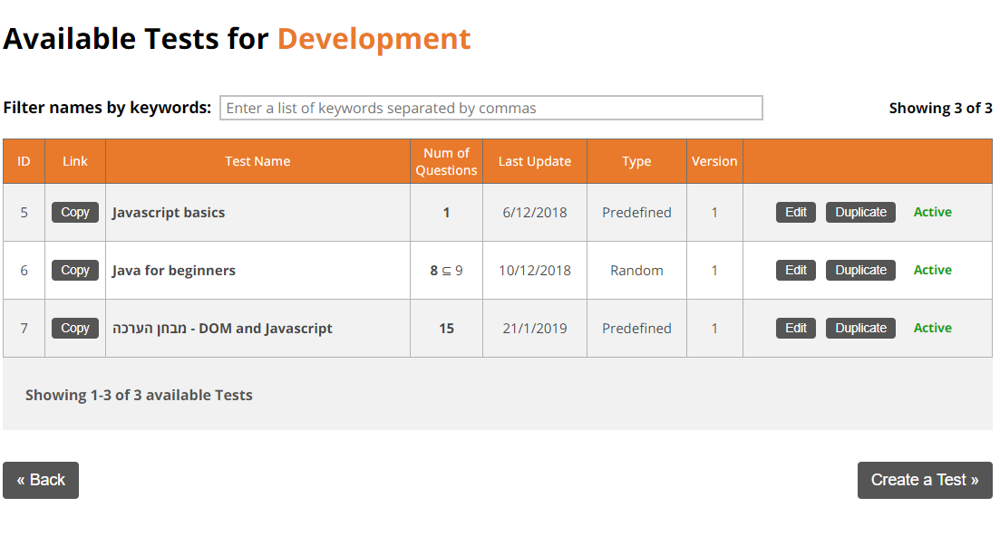 Available Tests for Development
Filter names by keywords: Enter a list of keywords separated by commas Showing 3 of 3
ID Link Test Name Num of Questions Last Update Type Version
5 Copy Javascript basics 1 6/12/2018 Predefined 1 Edit Duplicate Active
6 Copy Java for beginners 8 ⊆ 9 10/12/2018 Random 1 Edit Duplicate Active
7 Copy מבחן הערכה - DOM and Javascript 15 21/1/2019 Predefined 1 Edit Duplicate Active
Showing 1-3 of 3 available Tests
« Back Create a Test »